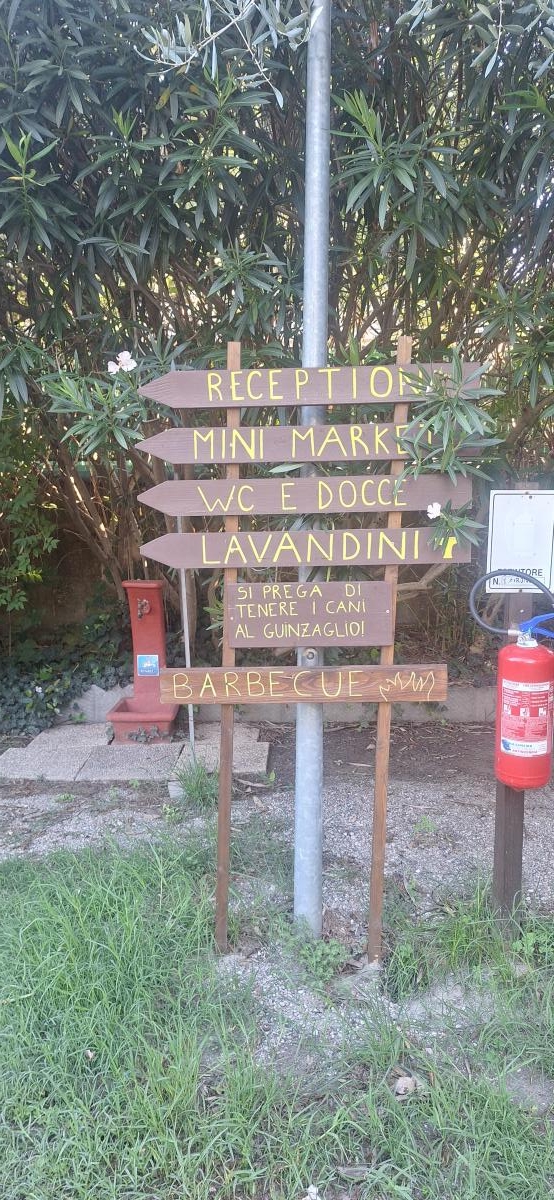 RECEPTION
MINI MARKET
WC E DOCCE
LAVANDINI
SI PREGA DI
TENERE I CANI
AL GUINZAGLIO!
BARBECUE